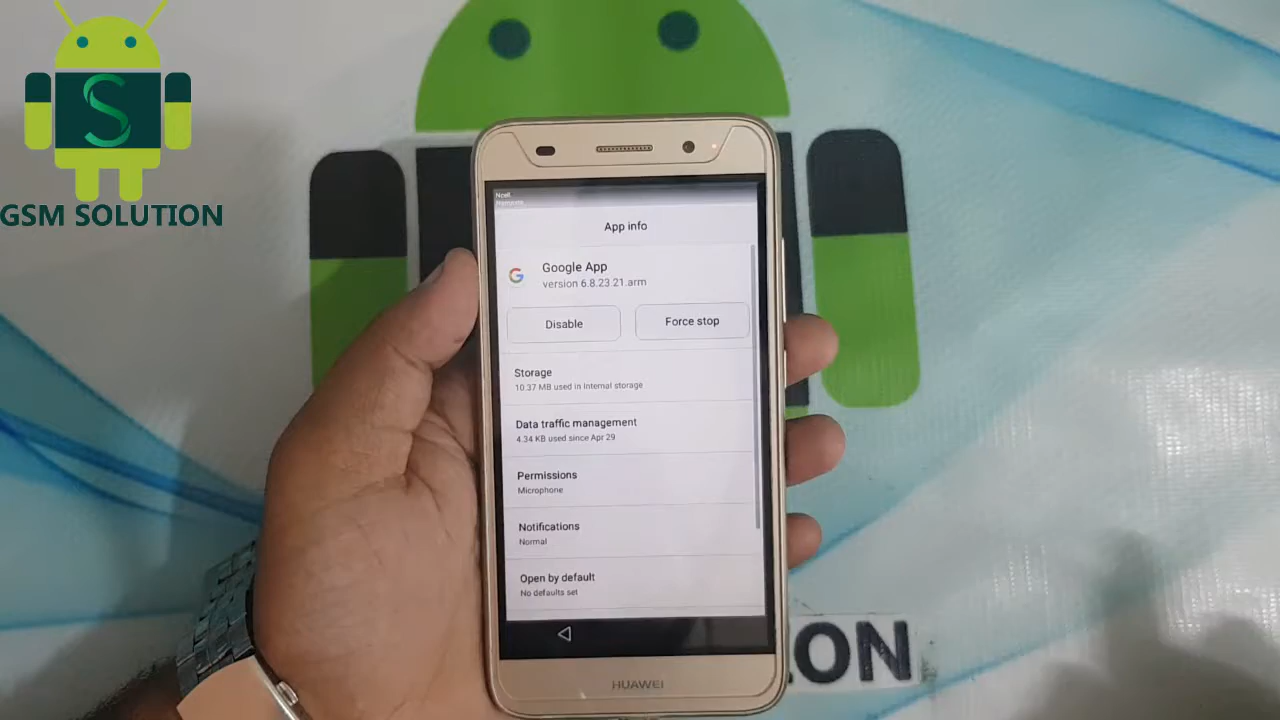 S
GSM SOLUTION
Ncell
Namaste
App info
Google App
version 6.8.23.21.arm
Disable
Force stop
Storage
10.37 MB used in Internal storage
Data traffic management
4.34 KB used since Apr 29
Permissions
Microphone
Notifications
Normal
Open by default
No defaults set
HUAWEI
ON